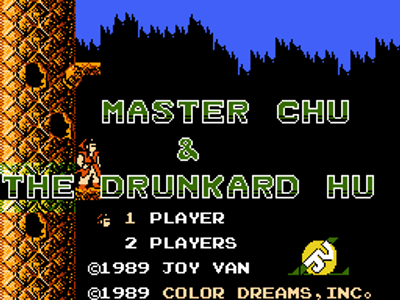 MASTER CHU
&
THE DRUNKARD HU
1 PLAYER
2 PLAYERS
©1989 JOY VAN
©1989 COLOR DREAMS,INC.